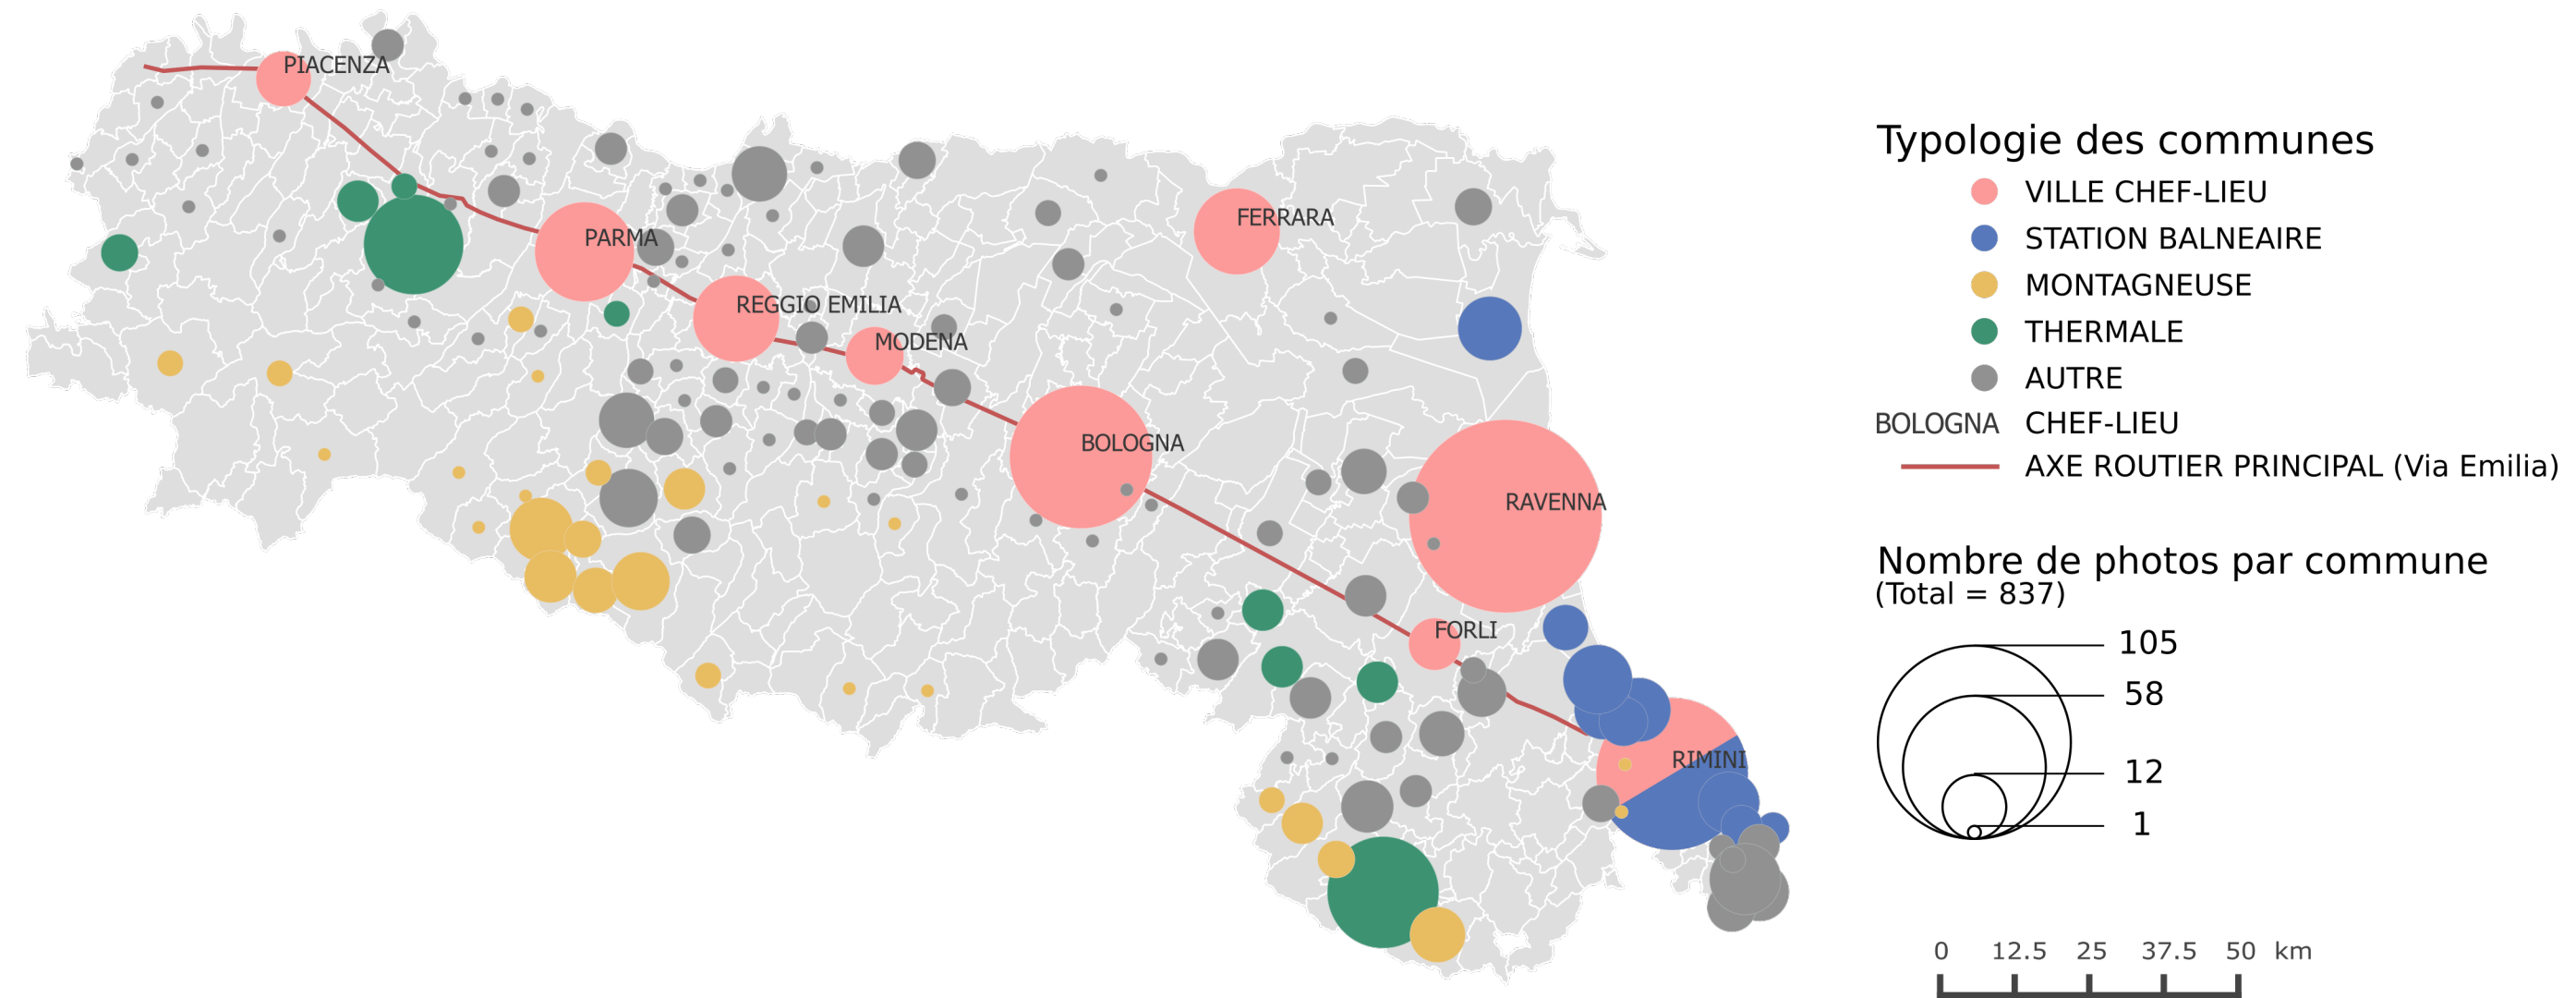 PIACENZA
PARMA
FERRARA
REGGIO EMILIA
MODENA
BOLOGNA
RAVENNA
FORLI
RIMINI
Typologie des communes
VILLE CHEF-LIEU
STATION BALNEAIRE
MONTAGNEUSE
THERMALE
AUTRE
BOLOGNA CHEF-LIEU
AXE ROUTIER PRINCIPAL (Via Emilia)
Nombre de photos par commune
(Total = 837)
105
58
12
1
0 12.5 25 37.5 50 km